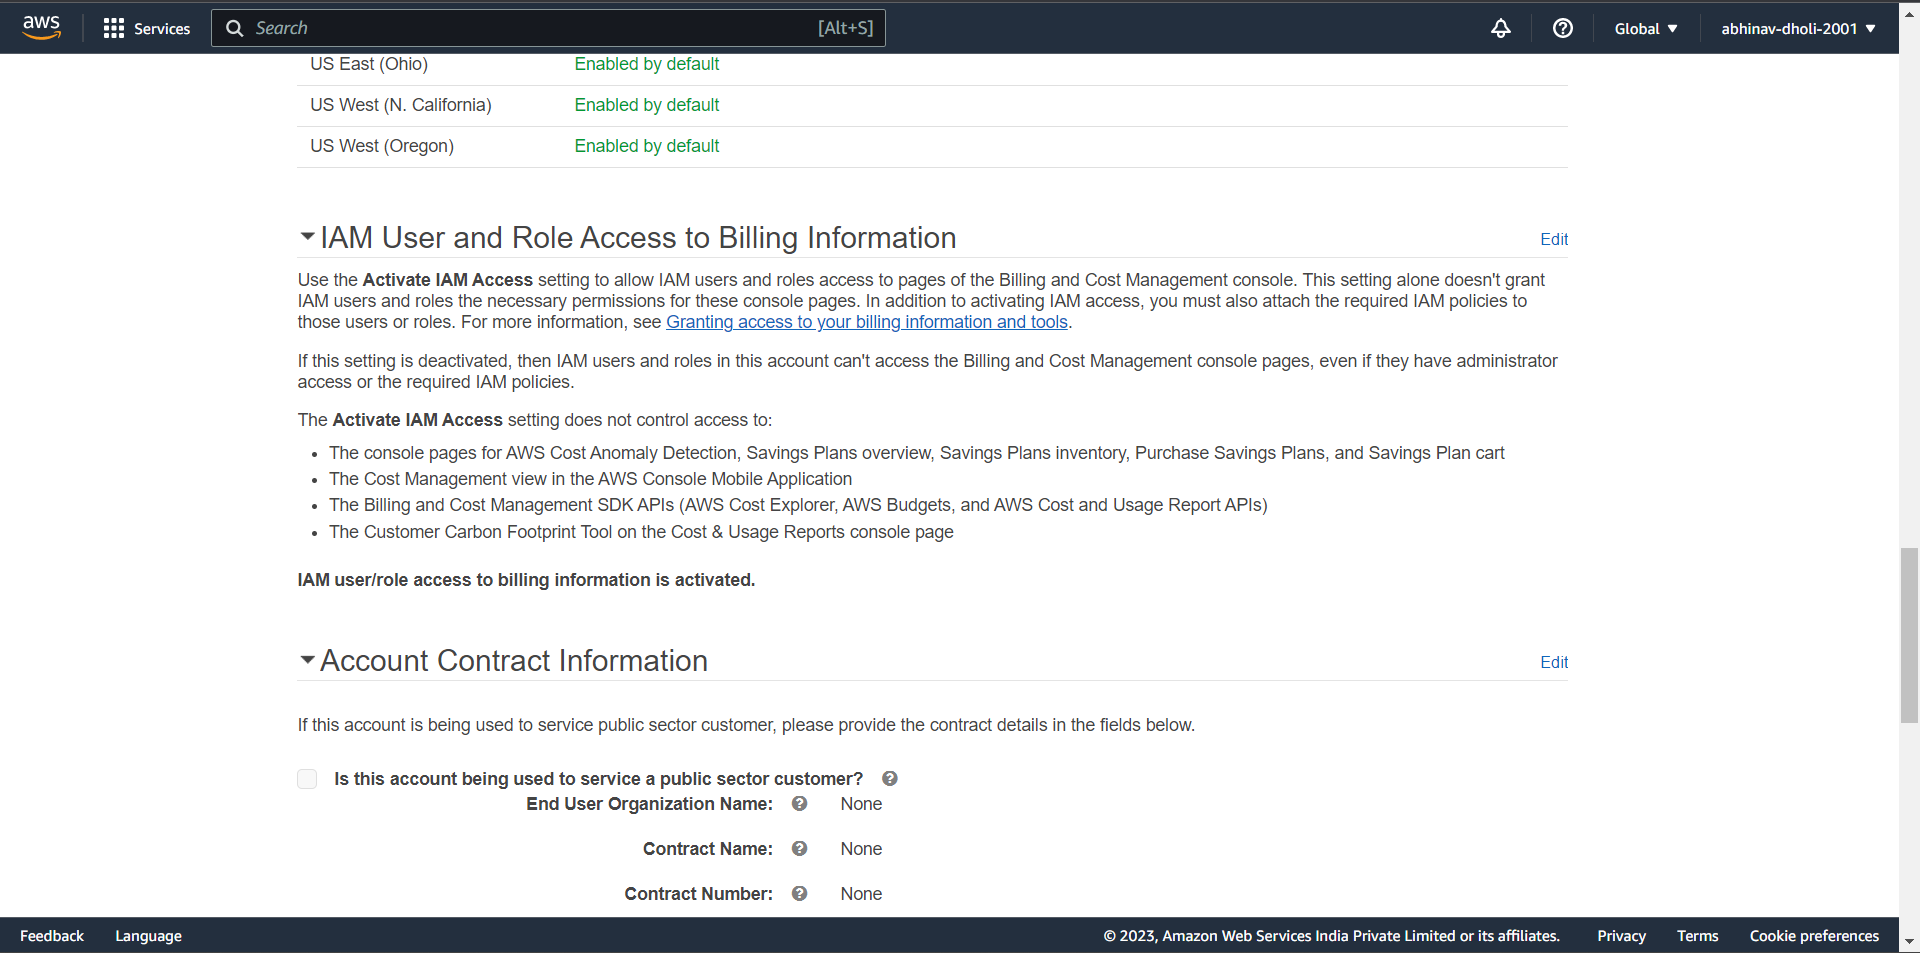 aws Services Search [Alt+S] Global abhinav-dholi-2001
US East (Ohio) Enabled by default
US West (N. California) Enabled by default
US West (Oregon) Enabled by default
IAM User and Role Access to Billing Information Edit
Use the Activate IAM Access setting to allow IAM users and roles access to pages of the Billing and Cost Management console. This setting alone doesn't grant
IAM users and roles the necessary permissions for these console pages. In addition to activating IAM access, you must also attach the required IAM policies to
those users or roles. For more information, see Granting access to your billing information and tools.
If this setting is deactivated, then IAM users and roles in this account can't access the Billing and Cost Management console pages, even if they have administrator
access or the required IAM policies.
The Activate IAM Access setting does not control access to:
• The console pages for AWS Cost Anomaly Detection, Savings Plans overview, Savings Plans inventory, Purchase Savings Plans, and Savings Plan cart
• The Cost Management view in the AWS Console Mobile Application
• The Billing and Cost Management SDK APIs (AWS Cost Explorer, AWS Budgets, and AWS Cost and Usage Report APIs)
• The Customer Carbon Footprint Tool on the Cost & Usage Reports console page
IAM user/role access to billing information is activated.
Account Contract Information Edit
If this account is being used to service public sector customer, please provide the contract details in the fields below.
Is this account being used to service a public sector customer? ?
End User Organization Name: ? None
Contract Name: ? None
Contract Number: ? None
Feedback Language © 2023, Amazon Web Services India Private Limited or its affiliates. Privacy Terms Cookie preferences